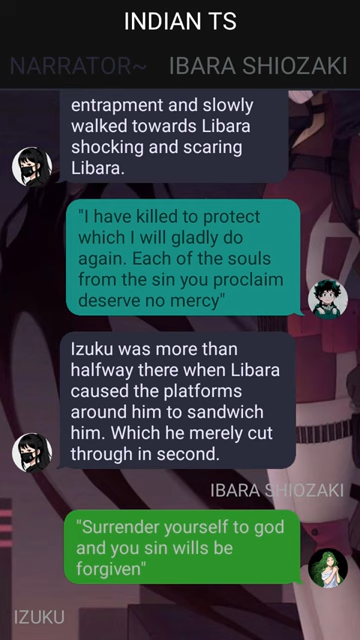 INDIAN TS
NARRATOR~ IBARA SHIOZAKI
entrapment and slowly
walked towards Libara
shocking and scaring
Libara.
"I have killed to protect
which I will gladly do
again. Each of the souls
from the sin you proclaim
deserve no mercy"
Izuku was more than
halfway there when Libara
caused the platforms
around him to sandwich
him. Which he merely cut
through in second.
IBARA SHIOZAKI
"Surrender yourself to god
and you sin wills be
forgiven"
IZUKU